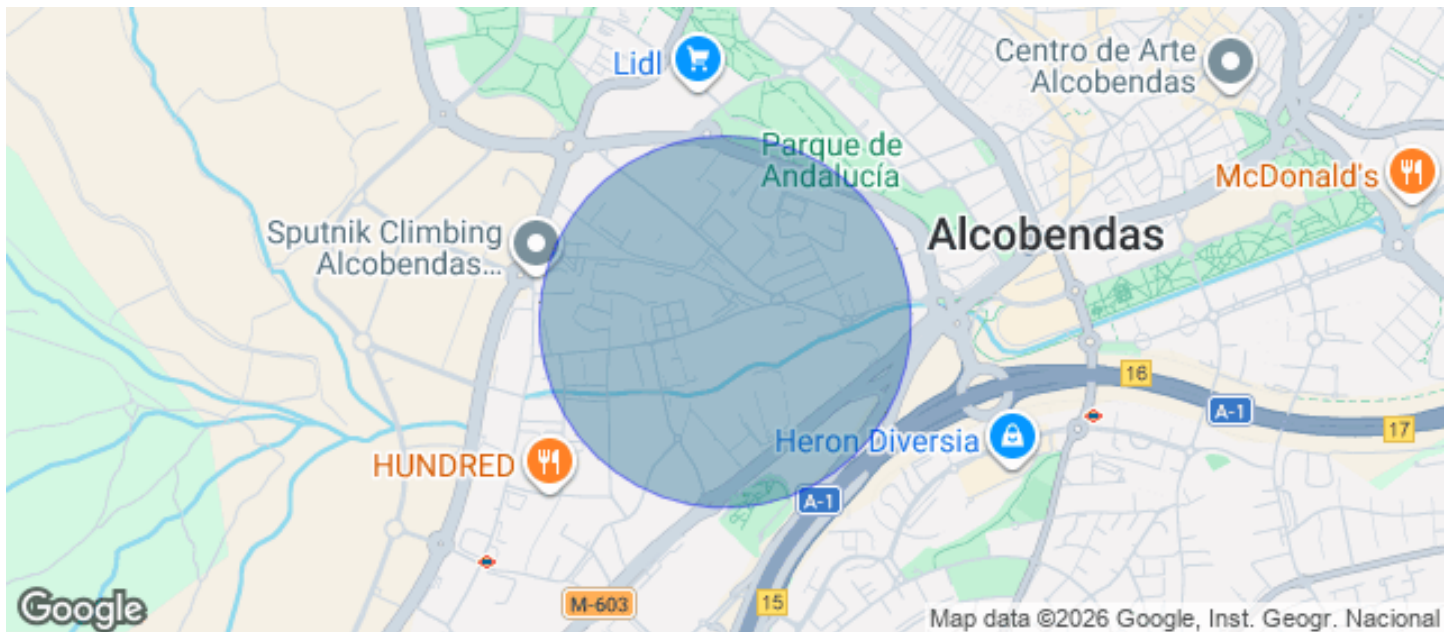 Lidl
Centro de Arte
Alcobendas
Parque de
Andalucía
McDonald's
Sputnik Climbing
Alcobendas...
Alcobendas
16
A-1
17
Heron Diversia
HUNDRED
A-1
M-603
15
Google
Map data ©2026 Google, Inst. Geogr. Nacional